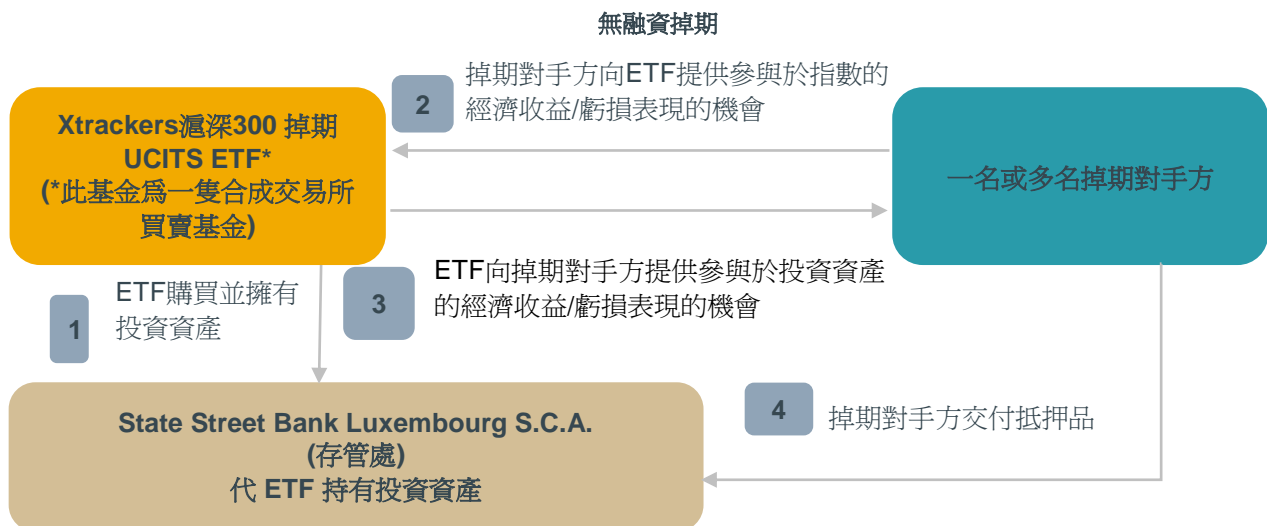 無融資掉期
2
掉期對手方向ETF提供參與於指數的
經濟收益/虧損表現的機會
Xtrackers滬深300 掉期
UCITS ETF*
(*此基金爲一隻合成交易所
買賣基金)
一名或多名掉期對手方
1
ETF購買並擁有
投資資產
3
ETF向掉期對手方提供參與於投資資產
的經濟收益/虧損表現的機會
State Street Bank Luxembourg S.C.A.
(存管處)
代 ETF 持有投資資產
4
掉期對手方交付抵押品